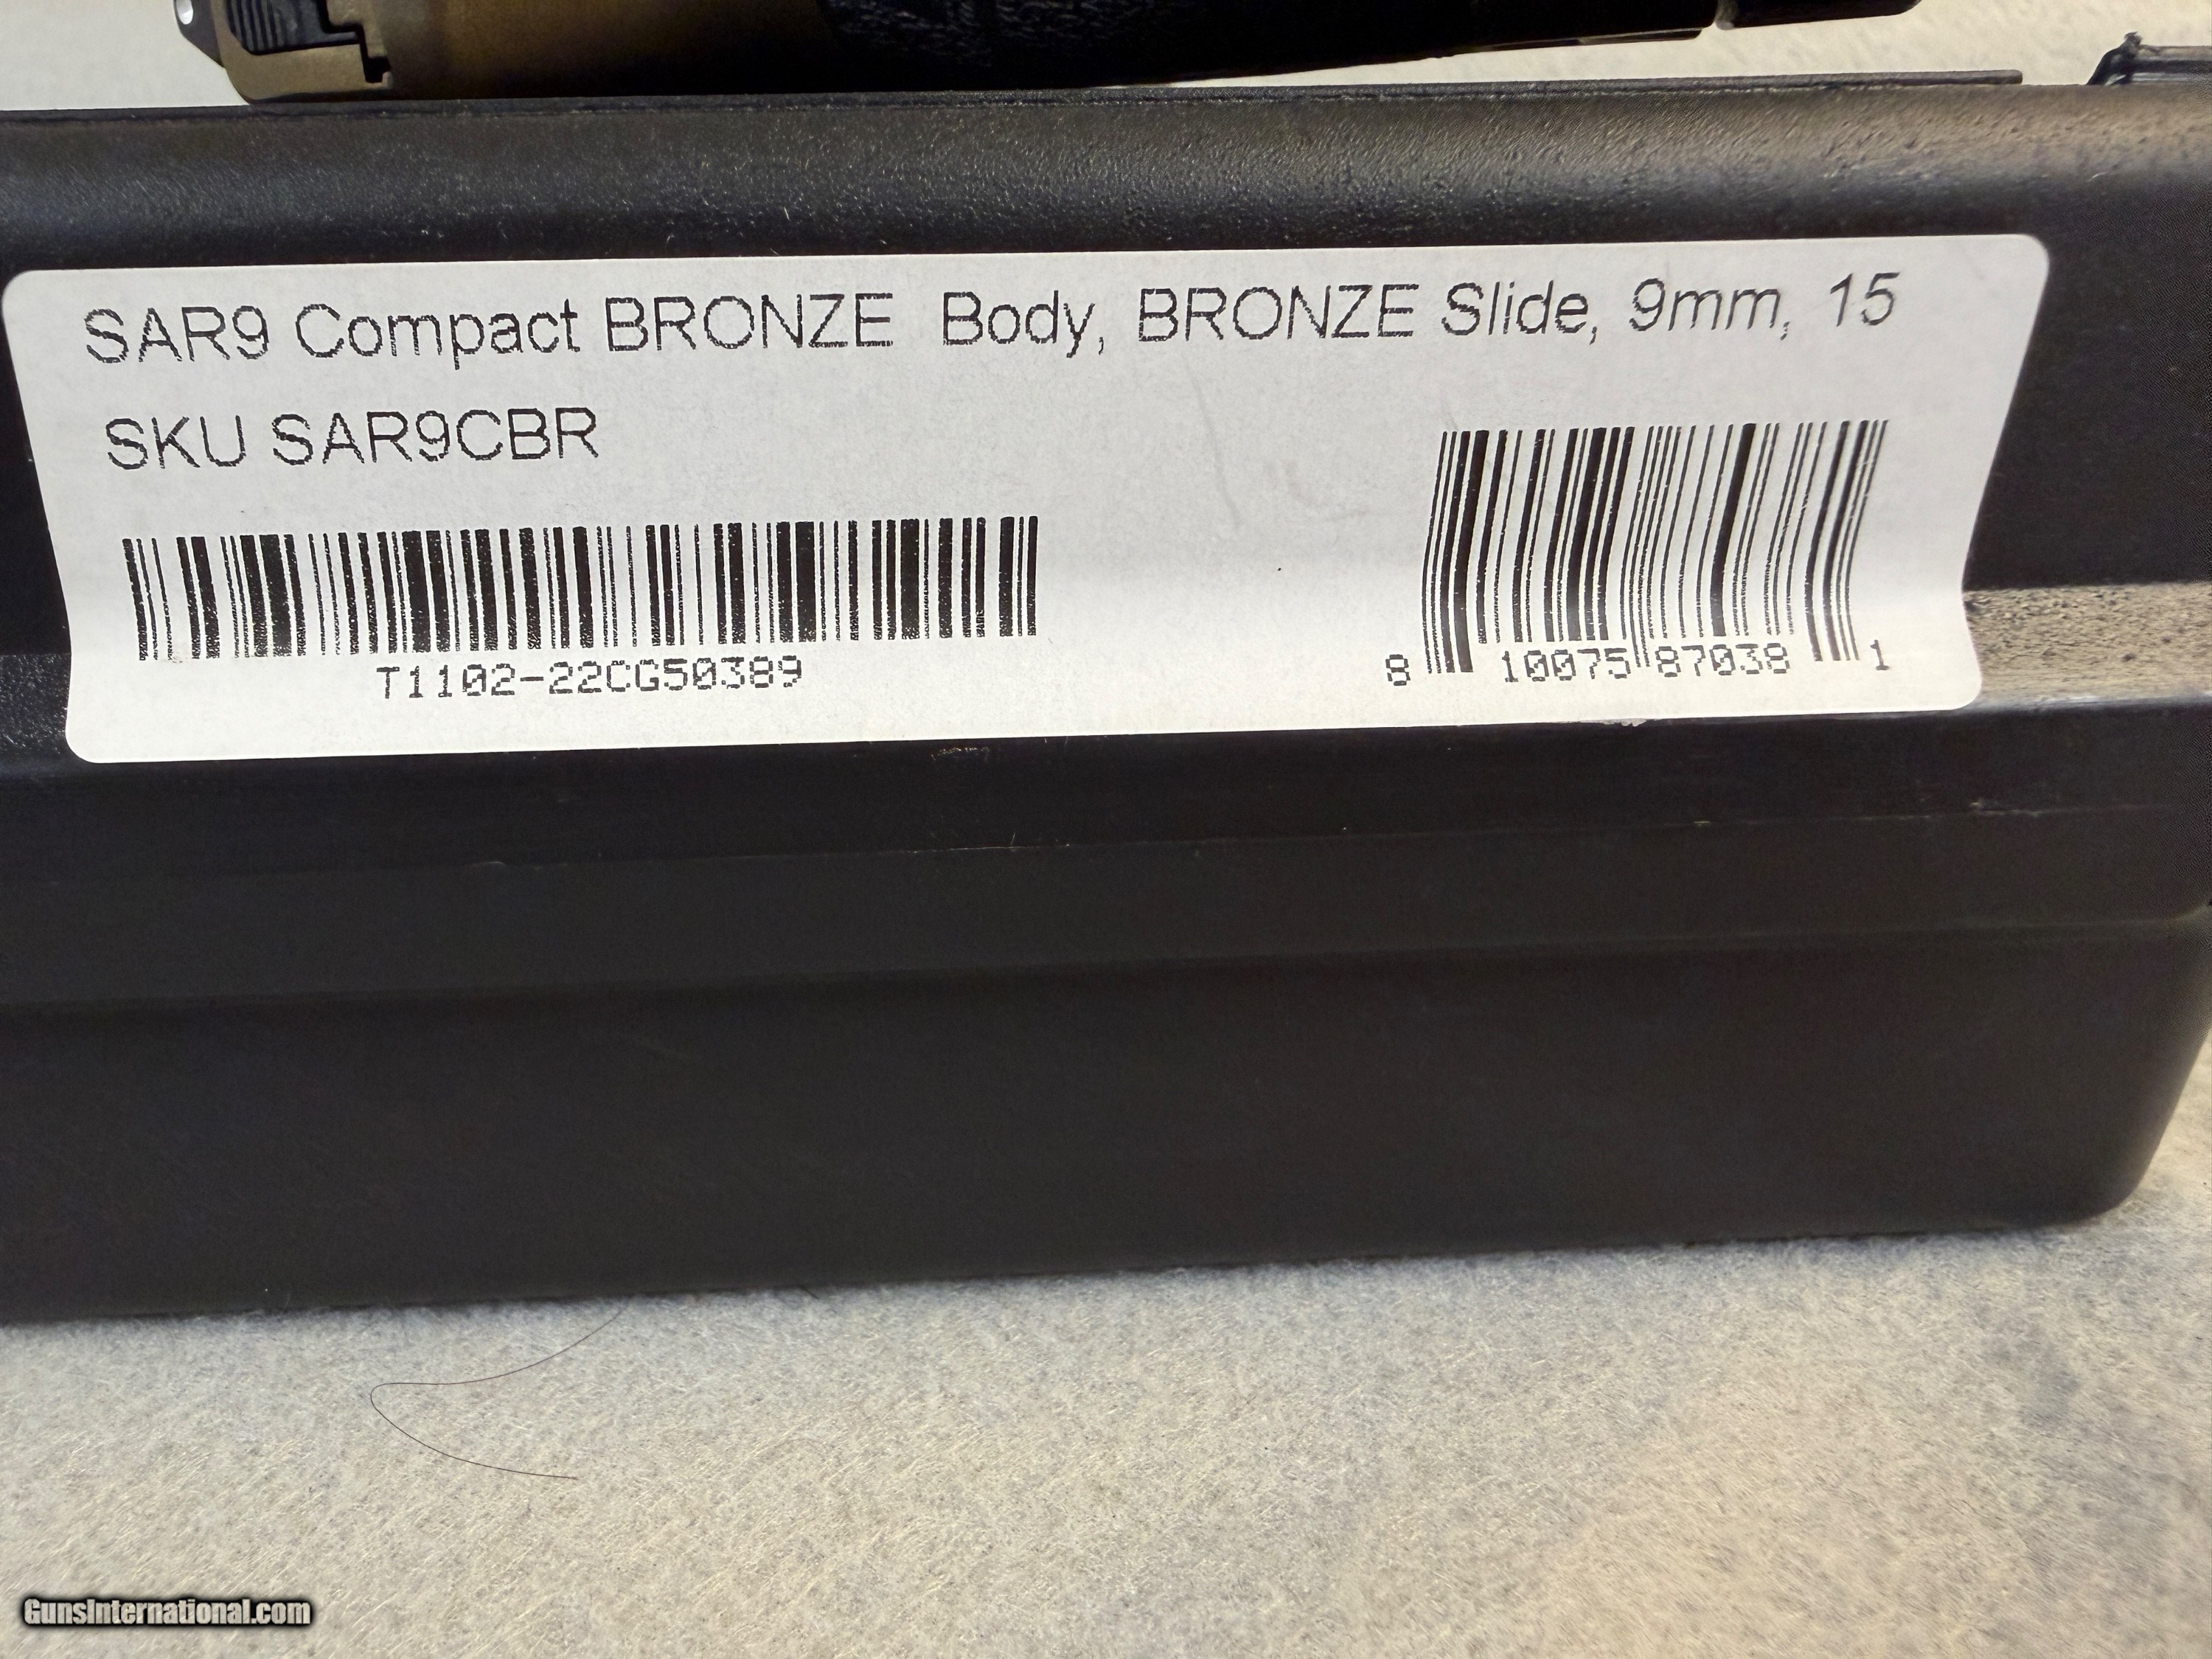 SAR9 Compact BRONZE  Body, BRONZE Slide, 9mm, 15
SKU SAR9CBR
T1102-22CG50389
8 10075 87038 1
GunsInternational.com